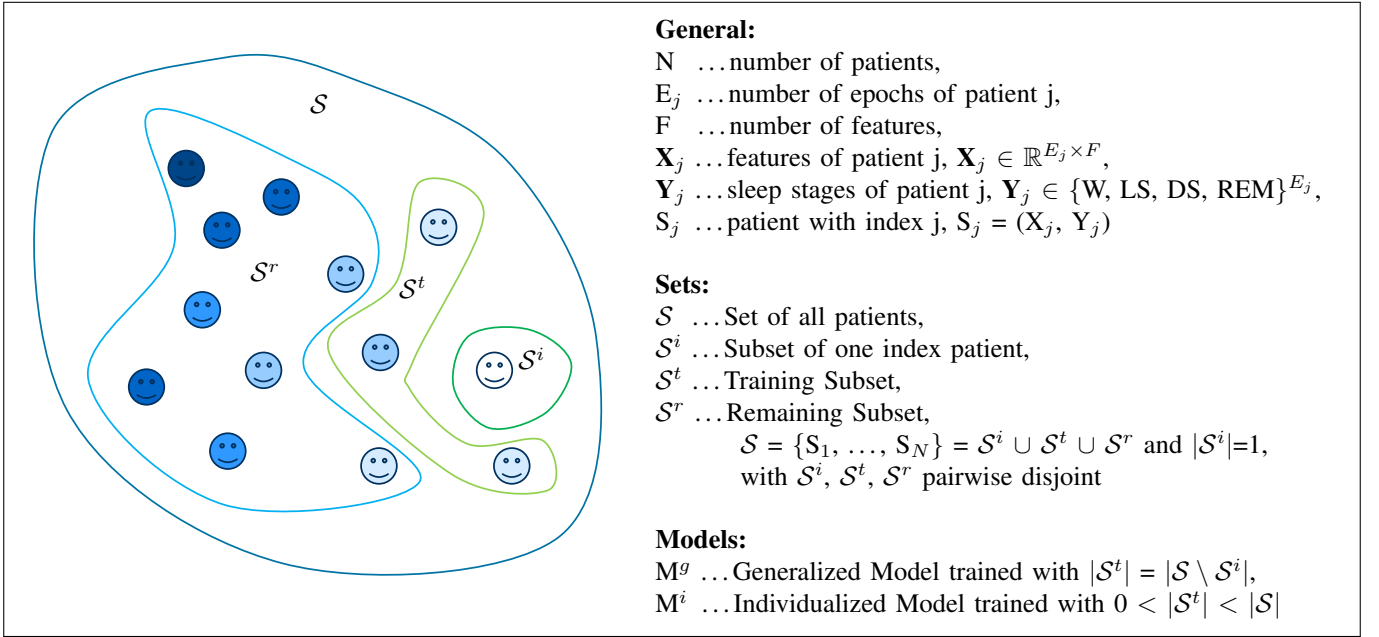 𝒮
𝒮^r
𝒮^t
𝒮^i
General:
N …number of patients,
E_j …number of epochs of patient j,
F …number of features,
X_j …features of patient j, X_j ∈ ℝ^{E_j×F},
Y_j …sleep stages of patient j, Y_j ∈ {W, LS, DS, REM}^{E_j},
S_j …patient with index j, S_j = (X_j, Y_j)
Sets:
𝒮 …Set of all patients,
𝒮^i …Subset of one index patient,
𝒮^t …Training Subset,
𝒮^r …Remaining Subset,
𝒮 = {S_1, …, S_N} = 𝒮^i ∪ 𝒮^t ∪ 𝒮^r and |𝒮^i|=1,
with 𝒮^i, 𝒮^t, 𝒮^r pairwise disjoint
Models:
M^g …Generalized Model trained with |𝒮^t| = |𝒮 \ 𝒮^i|,
M^i …Individualized Model trained with 0 < |𝒮^t| < |𝒮|